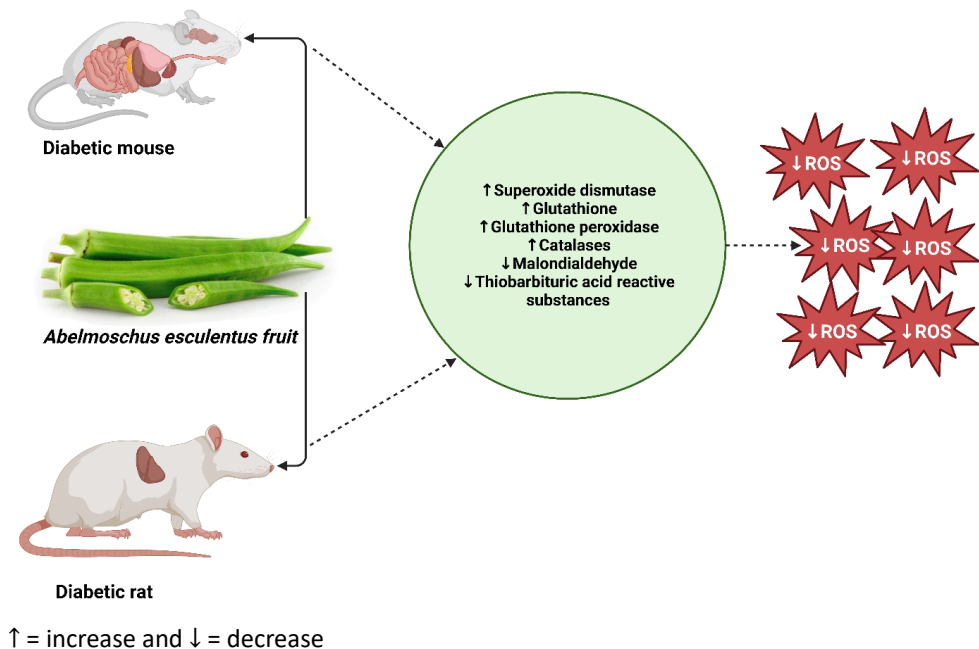 Diabetic mouse
Abelmoschus esculentus fruit
Diabetic rat
↑Superoxide dismutase
↑Glutathione
↑Glutathione peroxidase
↑Catalases
↓Malondialdehyde
↓Thiobarbituric acid reactive
substances
↓ROS
↓ROS
↓ROS
↓ROS
↓ROS
↓ROS
↑ = increase and ↓ = decrease